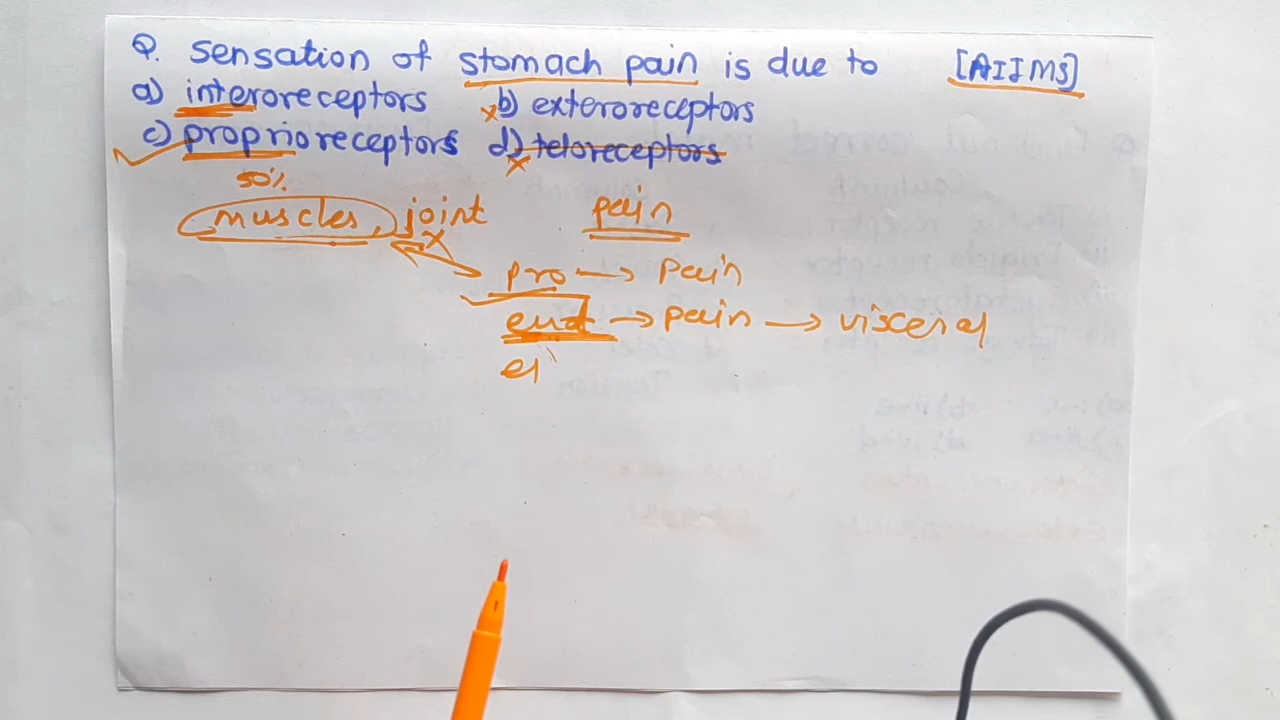 Q. sensation of stomach pain is due to [AIIMS]
a) interoreceptors xb) exteroreceptors
c) proprioreceptors d) teloreceptors
x
50%
muscles, joint pain
x
pro → pain
→ pain → visceral